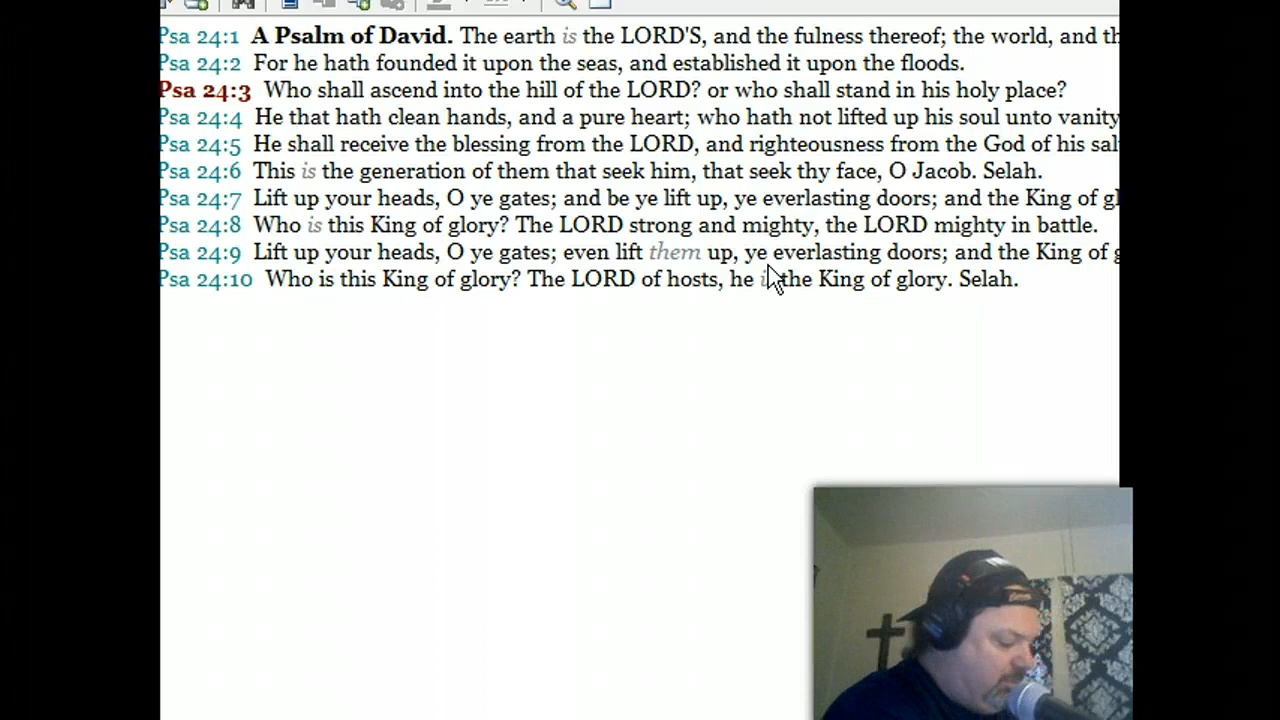 Psa 24:1 A Psalm of David. The earth is the LORD'S, and the fulness thereof; the world, and th
Psa 24:2 For he hath founded it upon the seas, and established it upon the floods.
Psa 24:3 Who shall ascend into the hill of the LORD? or who shall stand in his holy place?
Psa 24:4 He that hath clean hands, and a pure heart; who hath not lifted up his soul unto vanity
Psa 24:5 He shall receive the blessing from the LORD, and righteousness from the God of his sal
Psa 24:6 This is the generation of them that seek him, that seek thy face, O Jacob. Selah.
Psa 24:7 Lift up your heads, O ye gates; and be ye lift up, ye everlasting doors; and the King of gl
Psa 24:8 Who is this King of glory? The LORD strong and mighty, the LORD mighty in battle.
Psa 24:9 Lift up your heads, O ye gates; even lift them up, ye everlasting doors; and the King of g
Psa 24:10 Who is this King of glory? The LORD of hosts, he is the King of glory. Selah.